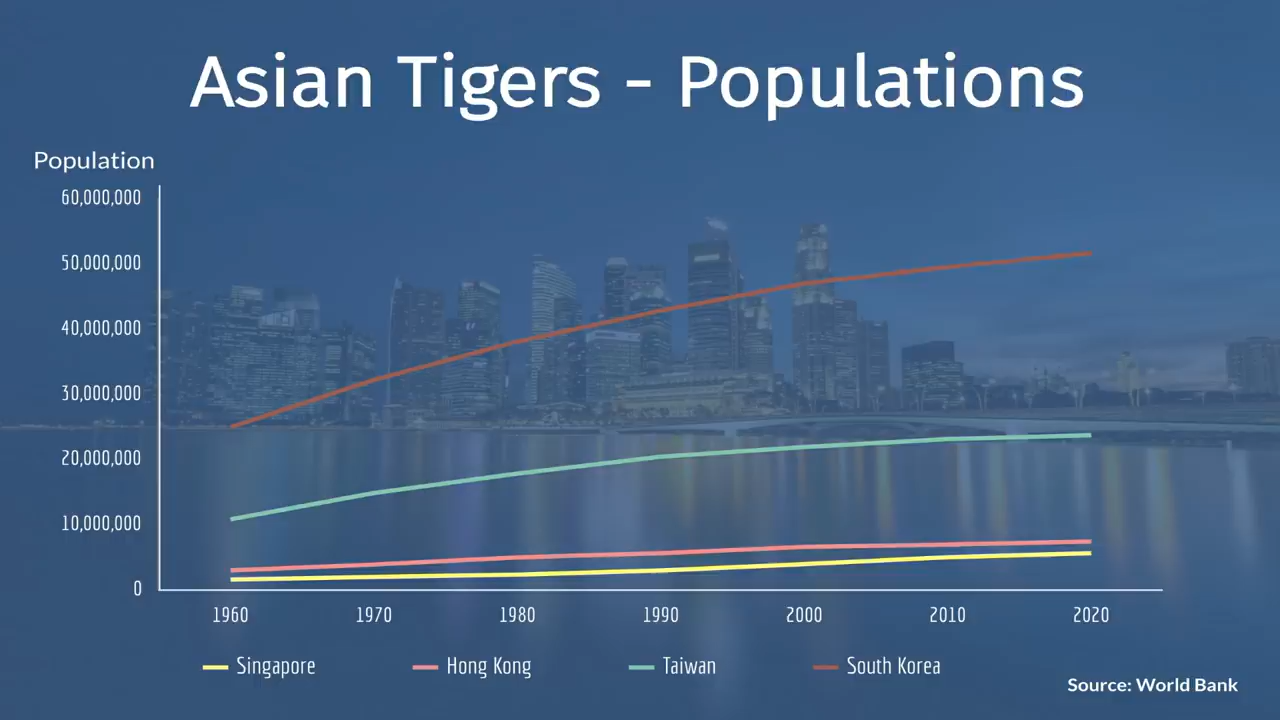 Asian Tigers - Populations
Population
60,000,000
50,000,000
40,000,000
30,000,000
20,000,000
10,000,000
0
1960 1970 1980 1990 2000 2010 2020
Singapore Hong Kong Taiwan South Korea
Source: World Bank